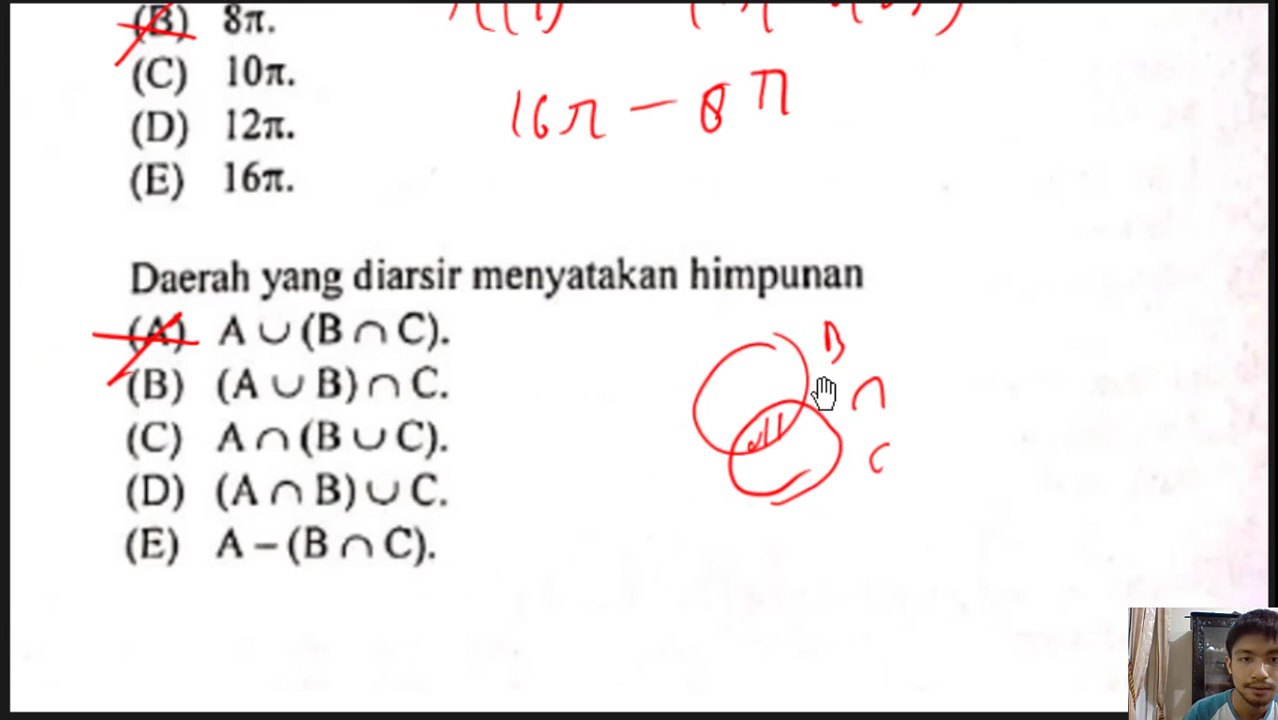 (B) 8π.
(C) 10π.
(D) 12π.
(E) 16π.
16π - 8π
Daerah yang diarsir menyatakan himpunan
(A) A ∪ (B ∩ C).
(B) (A ∪ B) ∩ C.
(C) A ∩ (B ∪ C).
(D) (A ∩ B) ∪ C.
(E) A – (B ∩ C).
B
∩
C